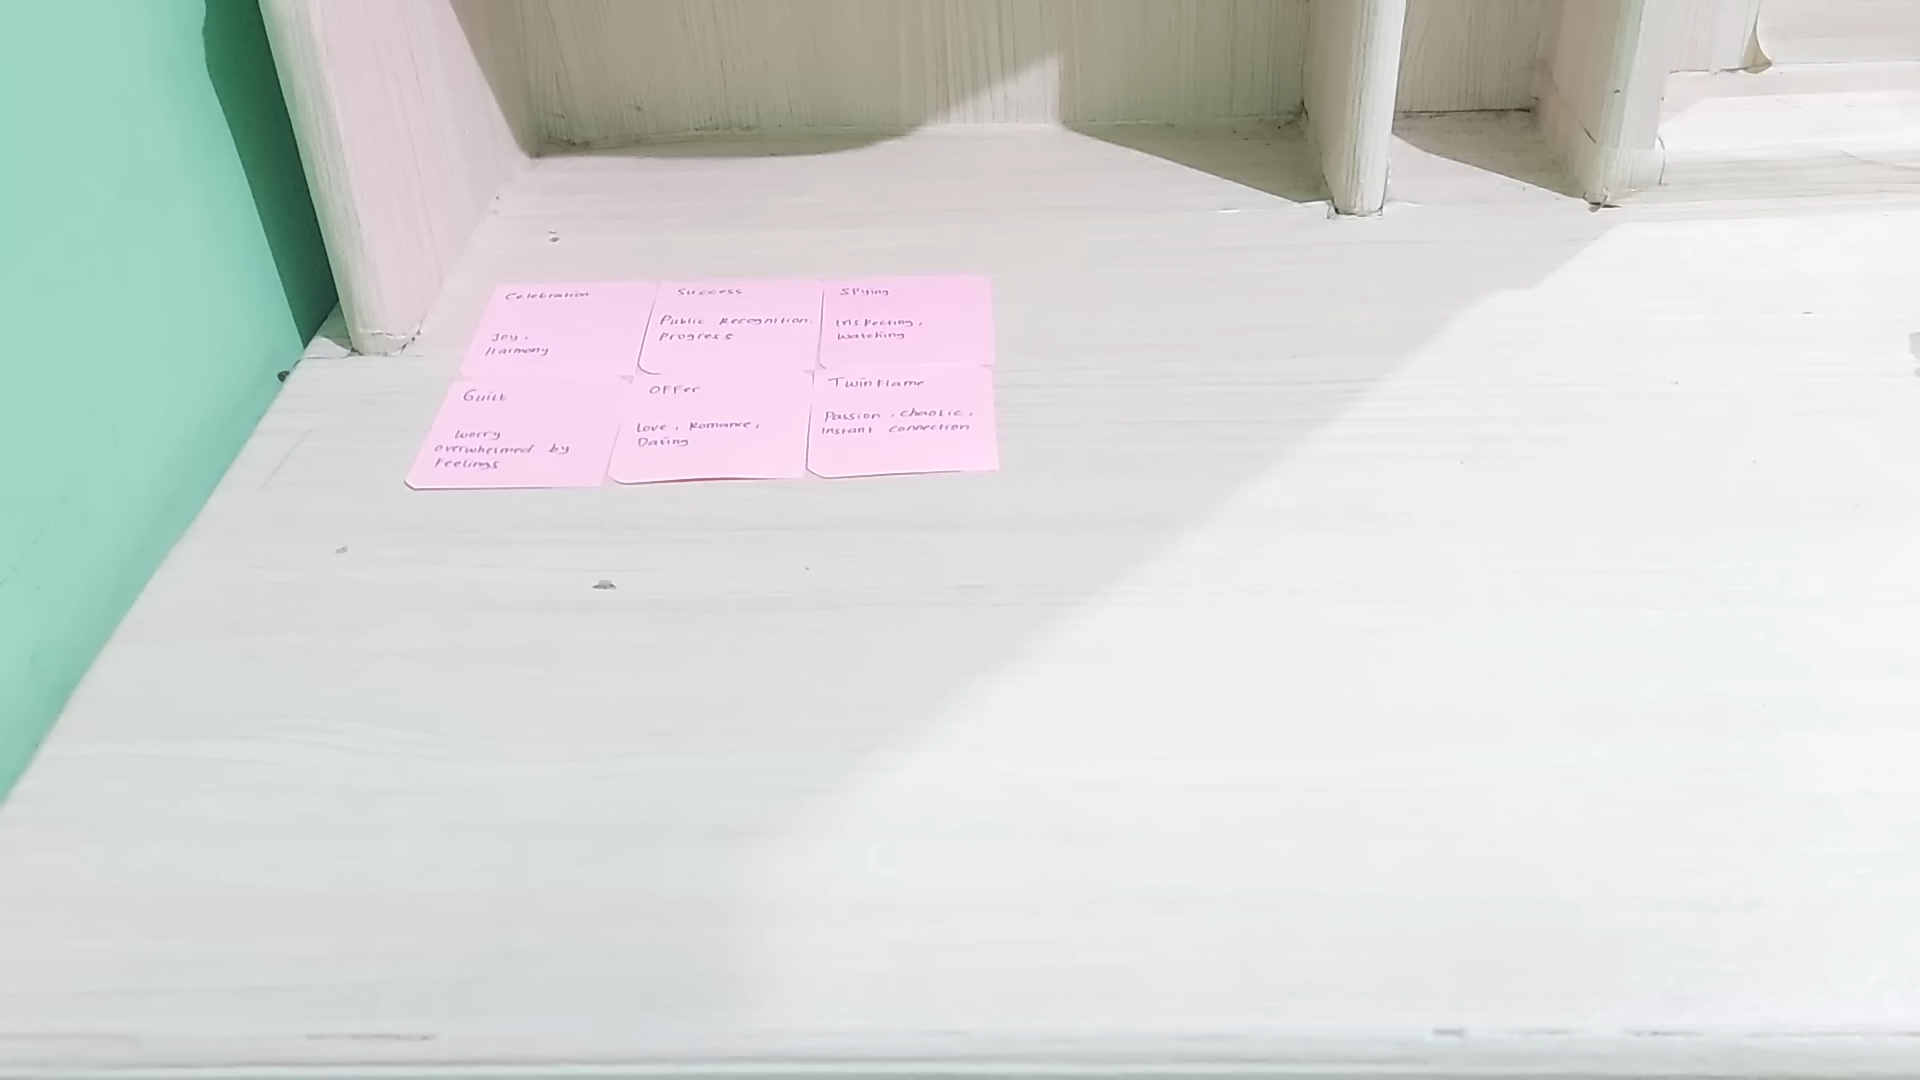 Celebration
Joy,
Harmony
Success
Public Recognition.
Progress
Spying
Inspecting,
Watching
Guilt
Worry
overwhelmed by
Feelings
OFFer
Love, Romance,
Dating
Twin Flame
Passion, chaotic,
Instant connection